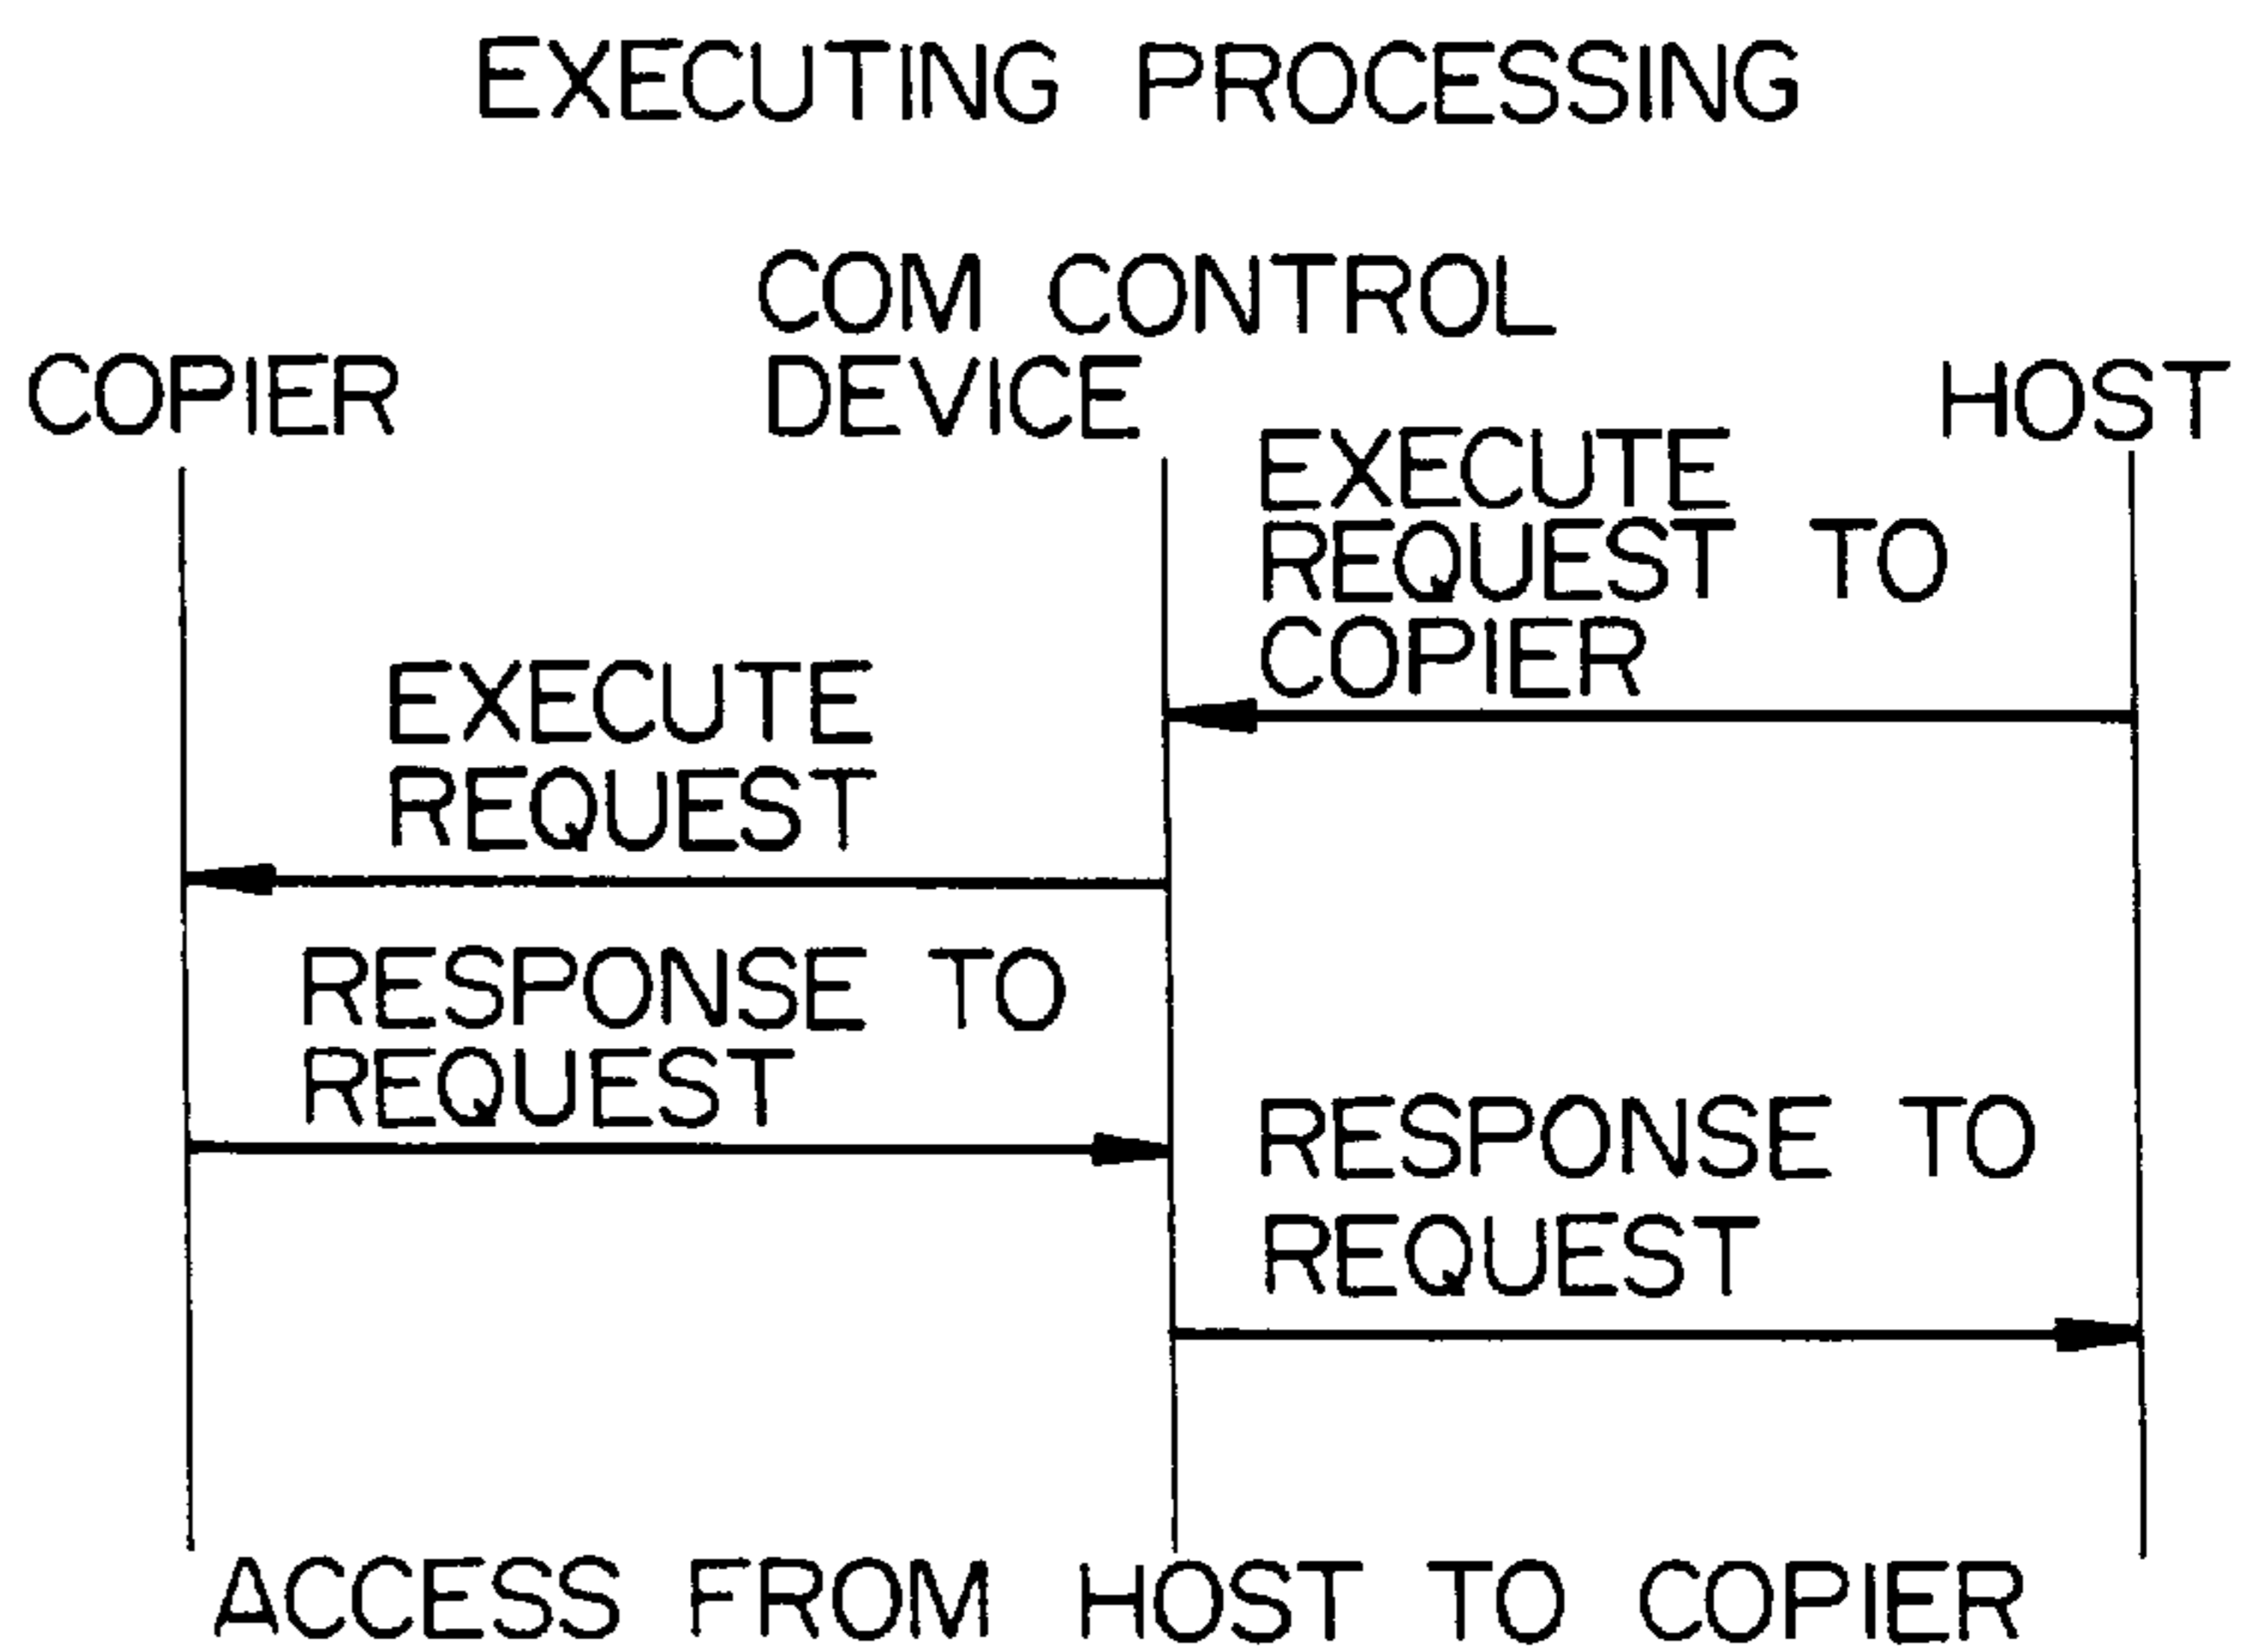 EXECUTING PROCESSING
COM CONTROL
DEVICE
COPIER
HOST
EXECUTE
REQUEST TO
COPIER
EXECUTE
REQUEST
RESPONSE TO
REQUEST
RESPONSE TO
REQUEST
ACCESS FROM HOST TO COPIER